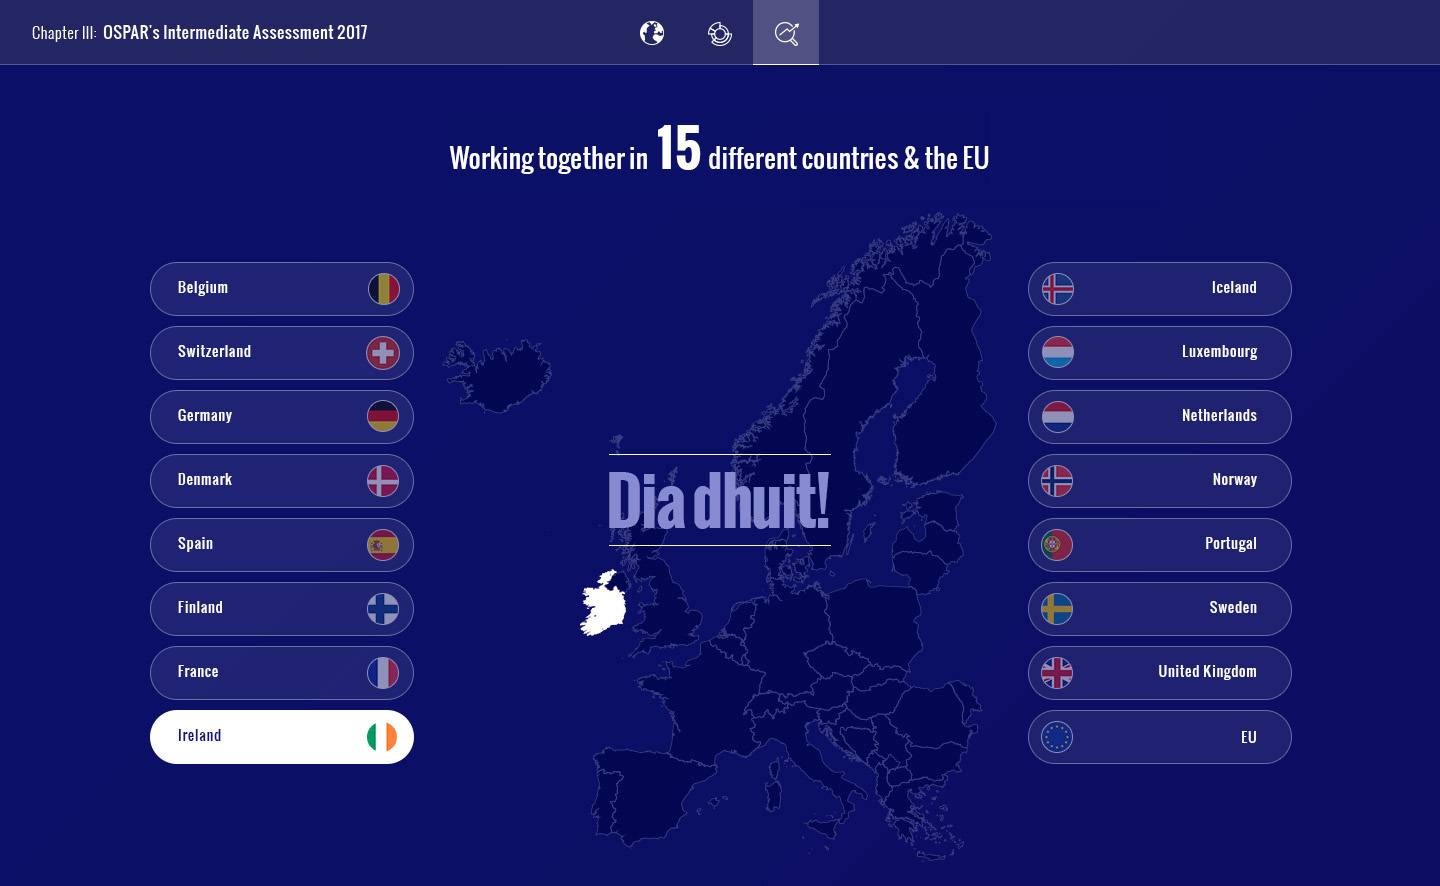 Chapter III: OSPAR's Intermediate Assessment 2017
Working together in 15 different countries & the EU
Belgium
Switzerland
Germany
Denmark
Spain
Finland
France
Ireland
Dia dhuit!
Iceland
Luxembourg
Netherlands
Norway
Portugal
Sweden
United Kingdom
EU